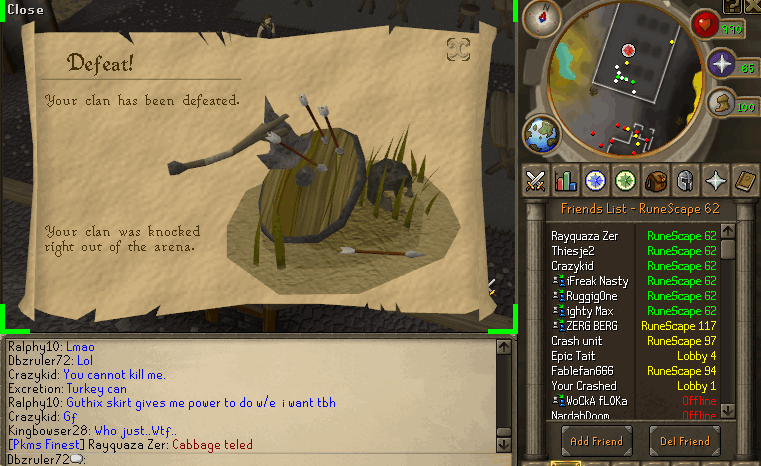 Close
Defeat!
Your clan has been defeated.
Your clan was knocked
right out of the arena.
990
65
100
Friends List - RuneScape 62
Rayquaza Zer RuneScape 62
Thiesje2 RuneScape 62
Crazykid RuneScape 62
iFreak Nasty RuneScape 62
RuggigOne RuneScape 62
ighty Max RuneScape 62
ZERG BERG RuneScape 117
Crash unit RuneScape 97
Epic Tait Lobby 4
Fablefan666 RuneScape 94
Your Crashed Lobby 1
WoCkA fL0Ka Offline
NardahDoom Offline
Add Friend
Del Friend
Ralphy10: Lmao
Dbzruler72: Lol
Crazykid: You cannot kill me.
Excretion: Turkey can
Ralphy10: Guthix skirt gives me power to do w/e i want tbh
Crazykid: Gf
Kingbowser28: Who just..Wtf..
[Pkms Finest] Rayquaza Zer: Cabbage teled
Dbzruler72: